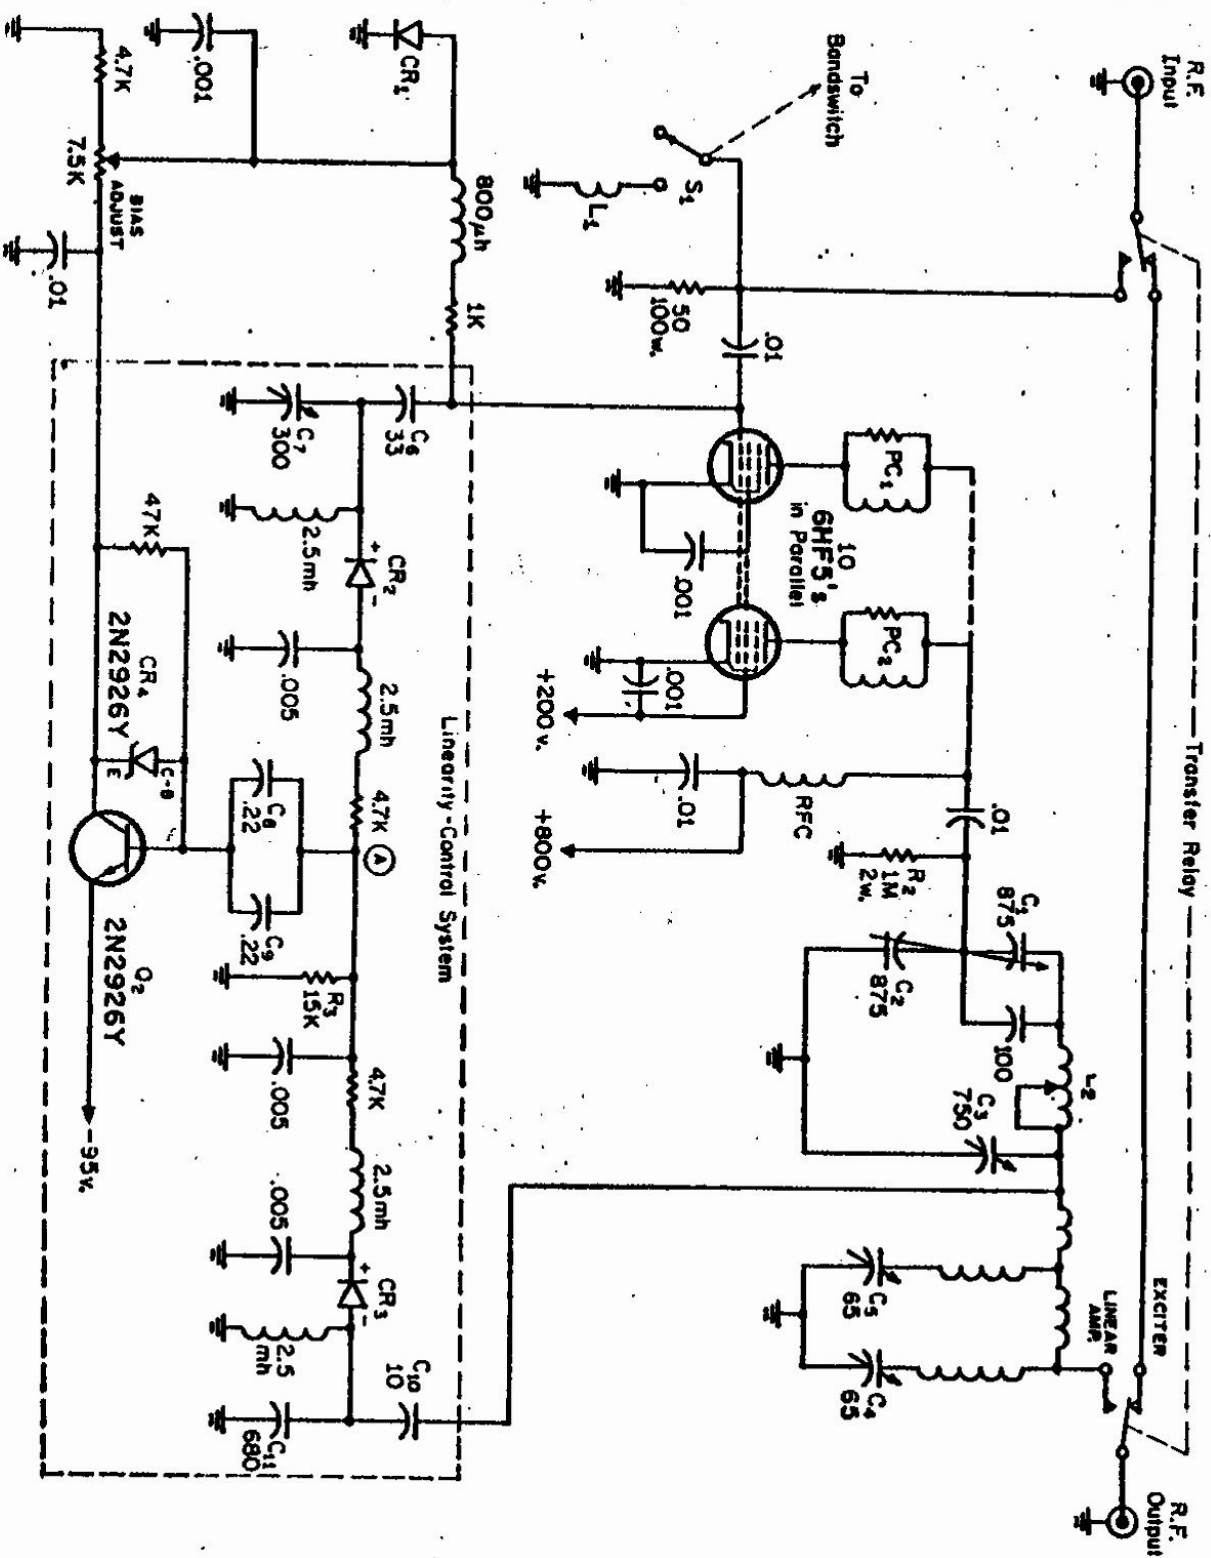 R.F.
Input
Transfer Relay
EXCITER
LINEAR
AMP.
R.F.
Output
To
Bandswitch
S1
L1
50
100w.
.01
PC1
10
6HF5's
in Parallel
.001
PC2
.001
+200v.
RFC
.01
+800v.
.01
R2
1M
2w.
C1
875
C2
875
100
L2
C3
750
C5
65
C4
65
CR1
.001
4.7K
7.5K
BIAS
ADJUST
.01
800μh
1K
Linearity-Control System
C6
33
C7
300
2.5mh
CR2
+
-
.005
2.5mh
4.7K
A
C8
.22
C9
.22
R3
15K
.005
4.7K
2.5mh
.005
CR3
+
-
2.5
mh
C10
10
C11
680
47K
CR4
2N2926Y
E
C-B
Q2
2N2926Y
-95v.